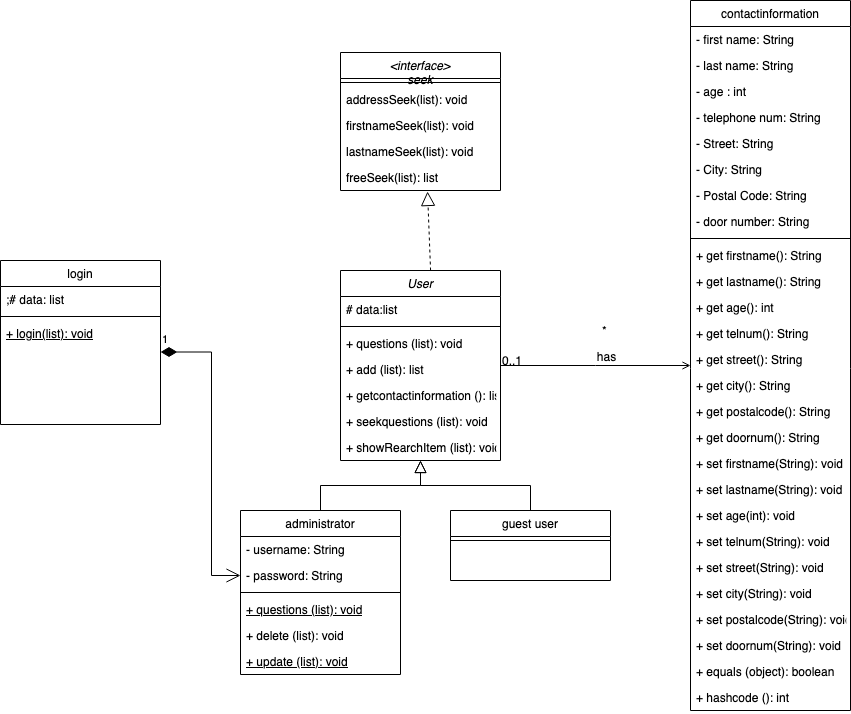 <interface>
seek
addressSeek(list): void
firstnameSeek(list): void
lastnameSeek(list): void
freeSeek(list): list
login
;# data: list
+ login(list): void
1
User
# data:list
+ questions (list): void
+ add (list): list
+ getcontactinformation (): lis
+ seekquestions (list): void
+ showRearchItem (list): void
0..1
has
*
administrator
- username: String
- password: String
+ questions (list): void
+ delete (list): void
+ update (list): void
guest user
contactinformation
- first name: String
- last name: String
- age : int
- telephone num: String
- Street: String
- City: String
- Postal Code: String
- door number: String
+ get firstname(): String
+ get lastname(): String
+ get age(): int
+ get telnum(): String
+ get street(): String
+ get city(): String
+ get postalcode(): String
+ get doornum(): String
+ set firstname(String): void
+ set lastname(String): void
+ set age(int): void
+ set telnum(String): void
+ set street(String): void
+ set city(String): void
+ set postalcode(String): void
+ set doornum(String): void
+ equals (object): boolean
+ hashcode (): int